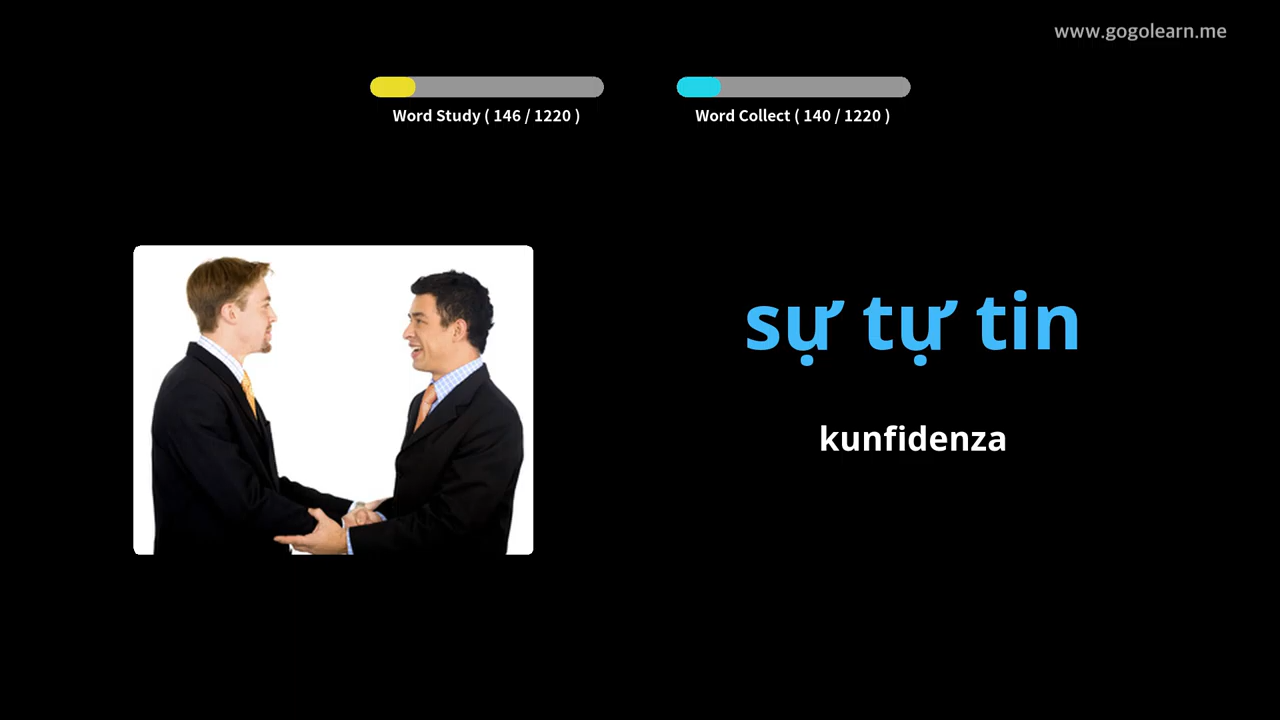 www.gogolearn.me
Word Study ( 146 / 1220 )
Word Collect ( 140 / 1220 )
sự tự tin
kunfidenza